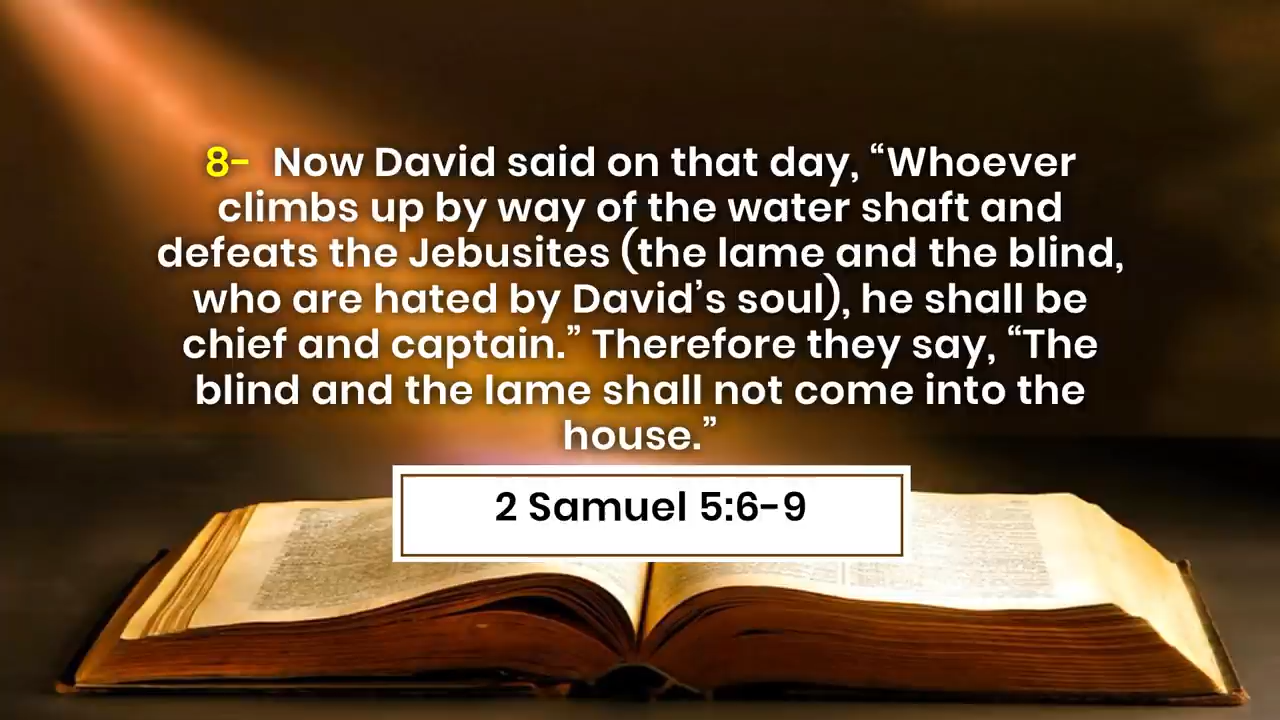 8- Now David said on that day, “Whoever
climbs up by way of the water shaft and
defeats the Jebusites (the lame and the blind,
who are hated by David’s soul), he shall be
chief and captain.” Therefore they say, “The
blind and the lame shall not come into the
house.”
2 Samuel 5:6-9